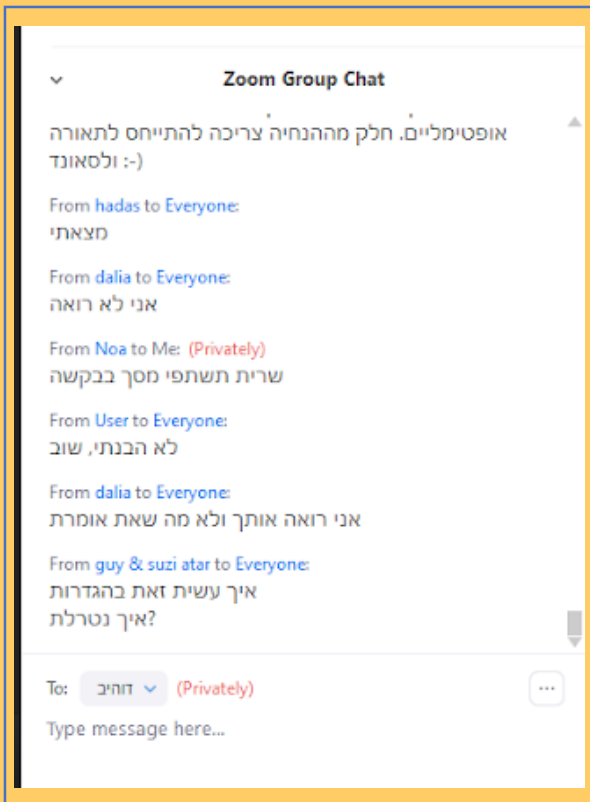 Zoom Group Chat
אופטימליים. חלק מההנחיה צריכה להתייחס לתאורה
ולסאונד :-)
From hadas to Everyone:
מצאתי
From dalia to Everyone:
אני לא רואה
From Noa to Me: (Privately)
שרית תשתפי מסך בבקשה
From User to Everyone:
לא הבנתי, שוב
From dalia to Everyone:
אני רואה אותך ולא מה שאת אומרת
From guy & suzi atar to Everyone:
איך עשית זאת בהגדרות
איך נטרלת?
To: דוהיב (Privately)
Type message here...